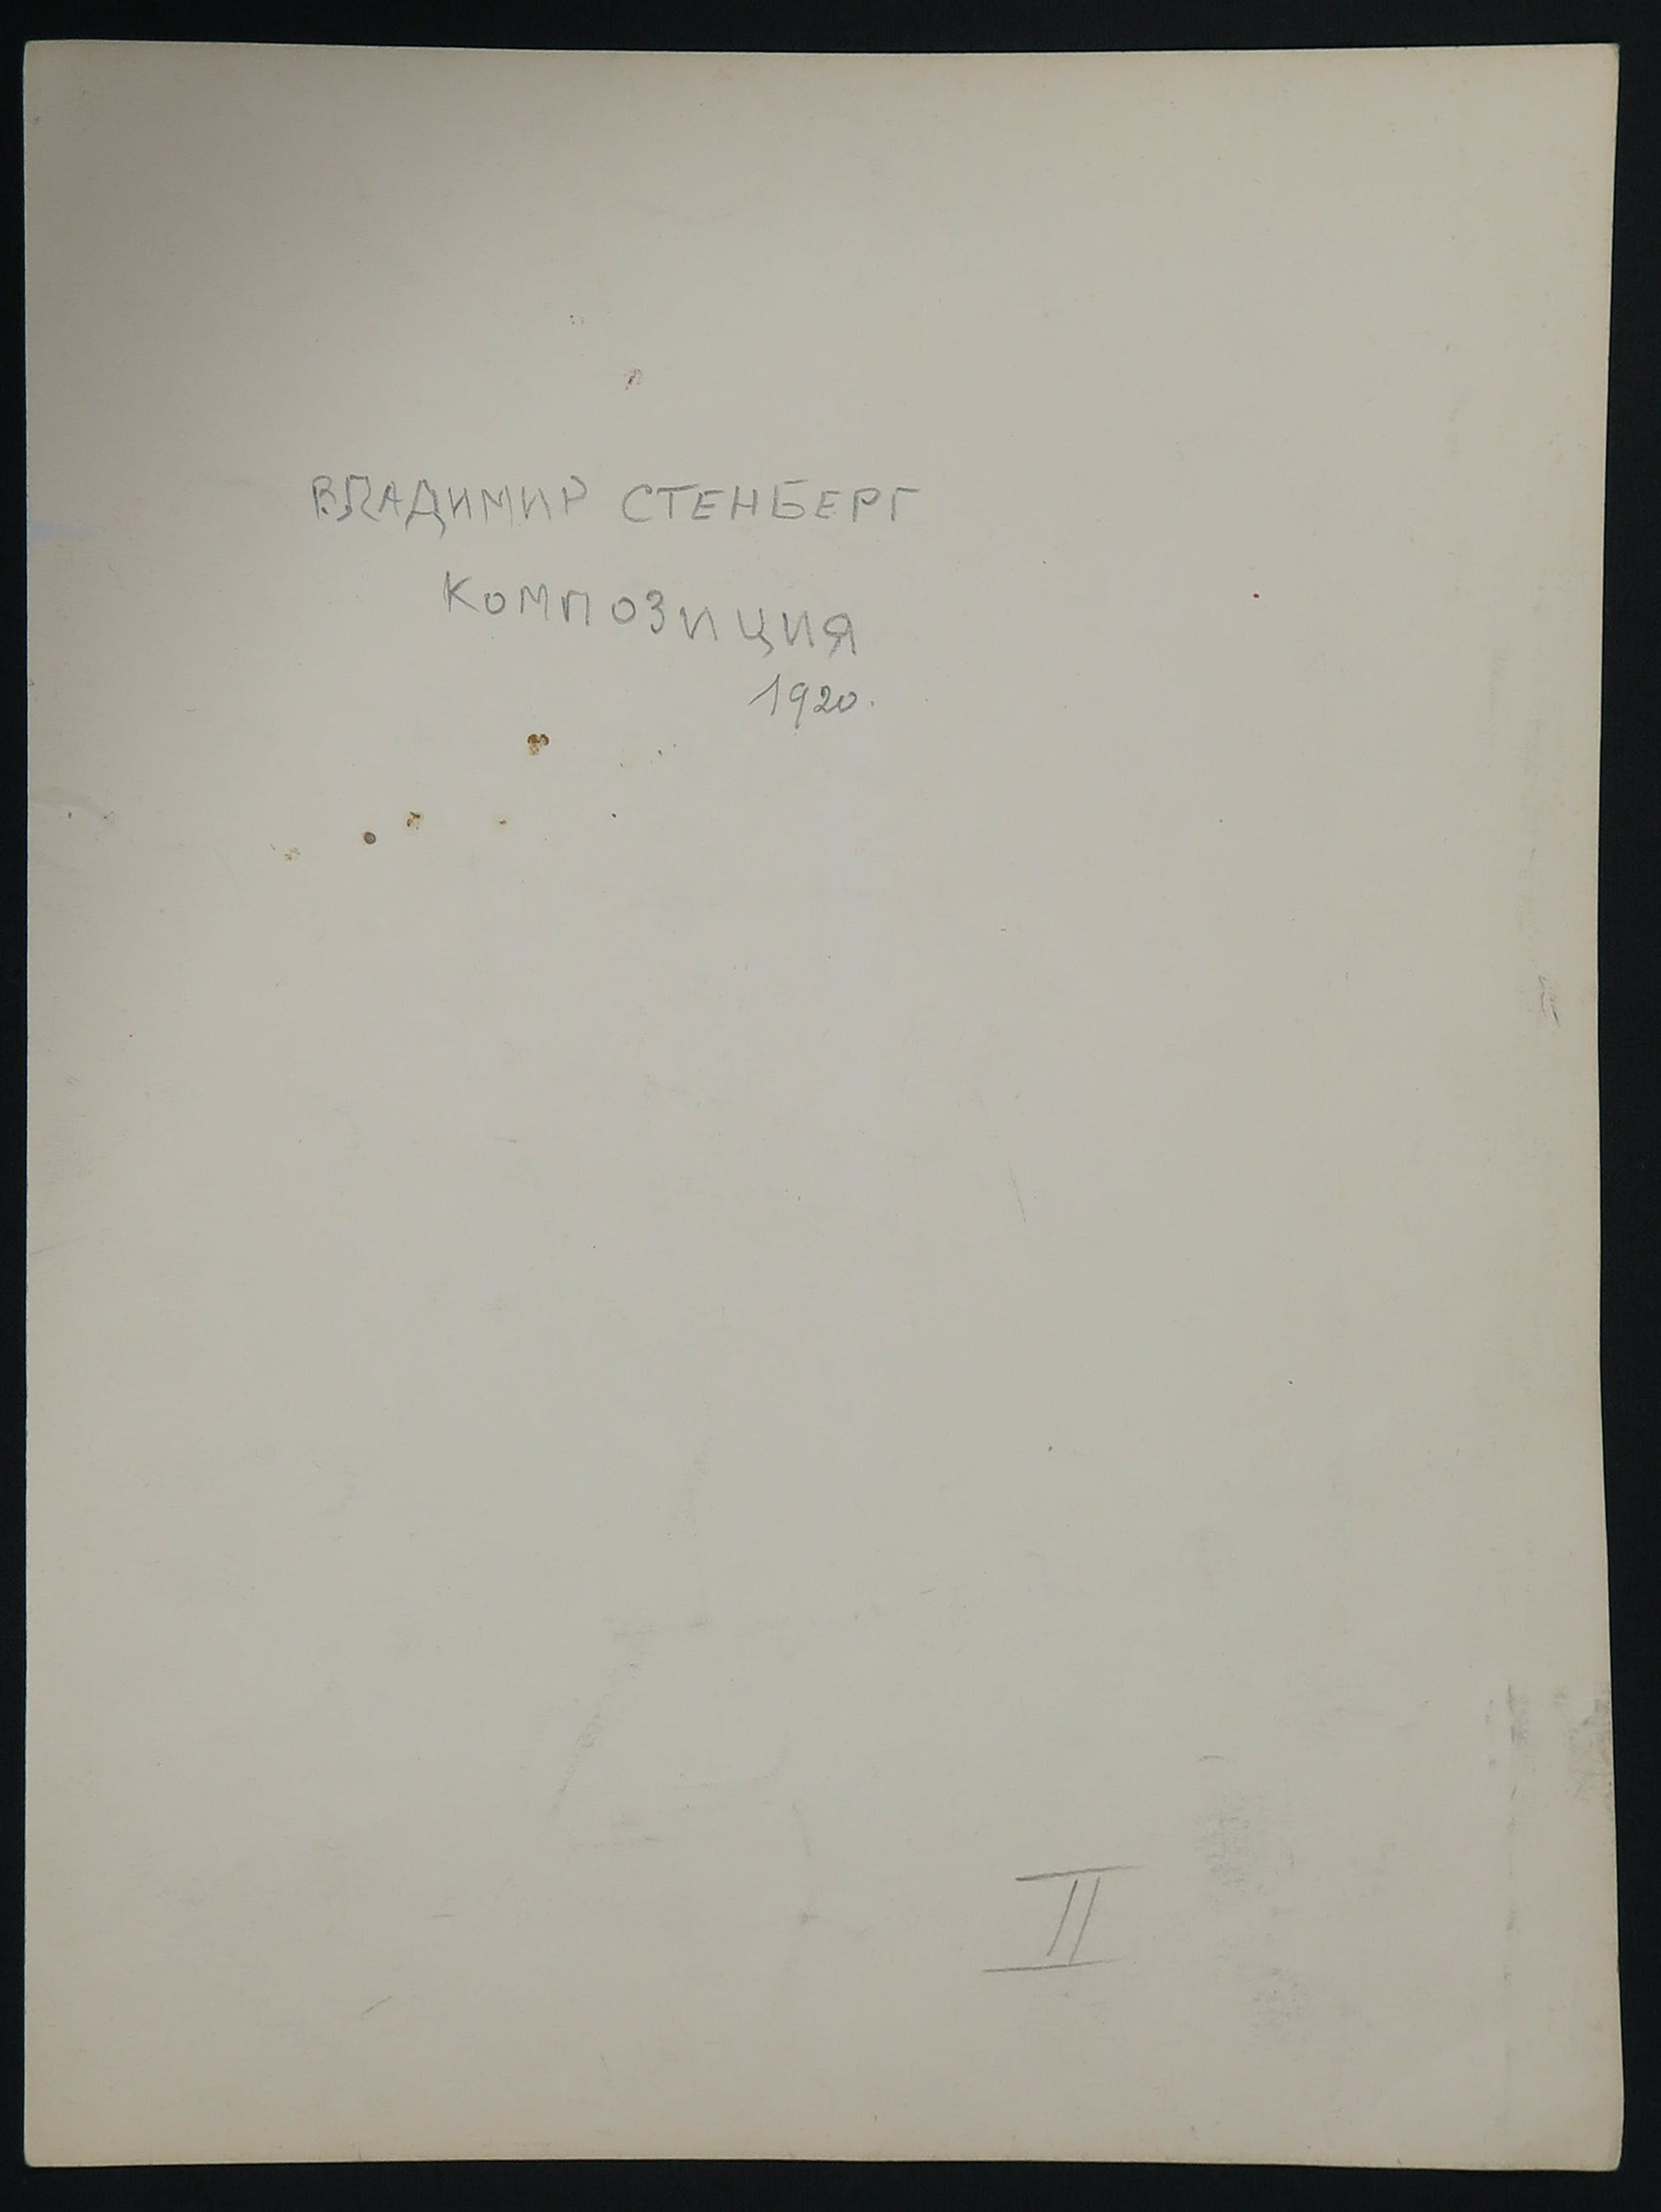 ВЛАДИМИР СТЕНБЕРГ
КОМПОЗИЦИЯ
1920.
II